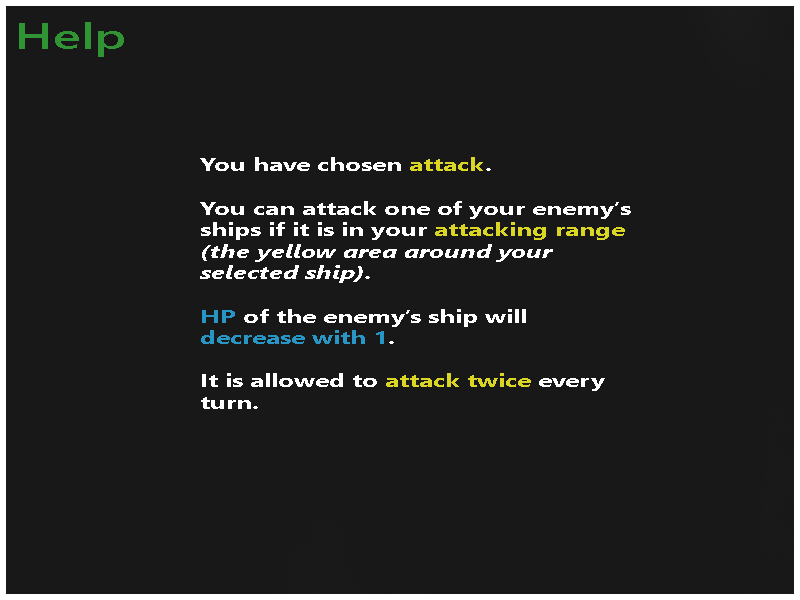 Help
You have chosen attack.
You can attack one of your enemy's
ships if it is in your attacking range
(the yellow area around your
selected ship).
HP of the enemy's ship will
decrease with 1.
It is allowed to attack twice every
turn.